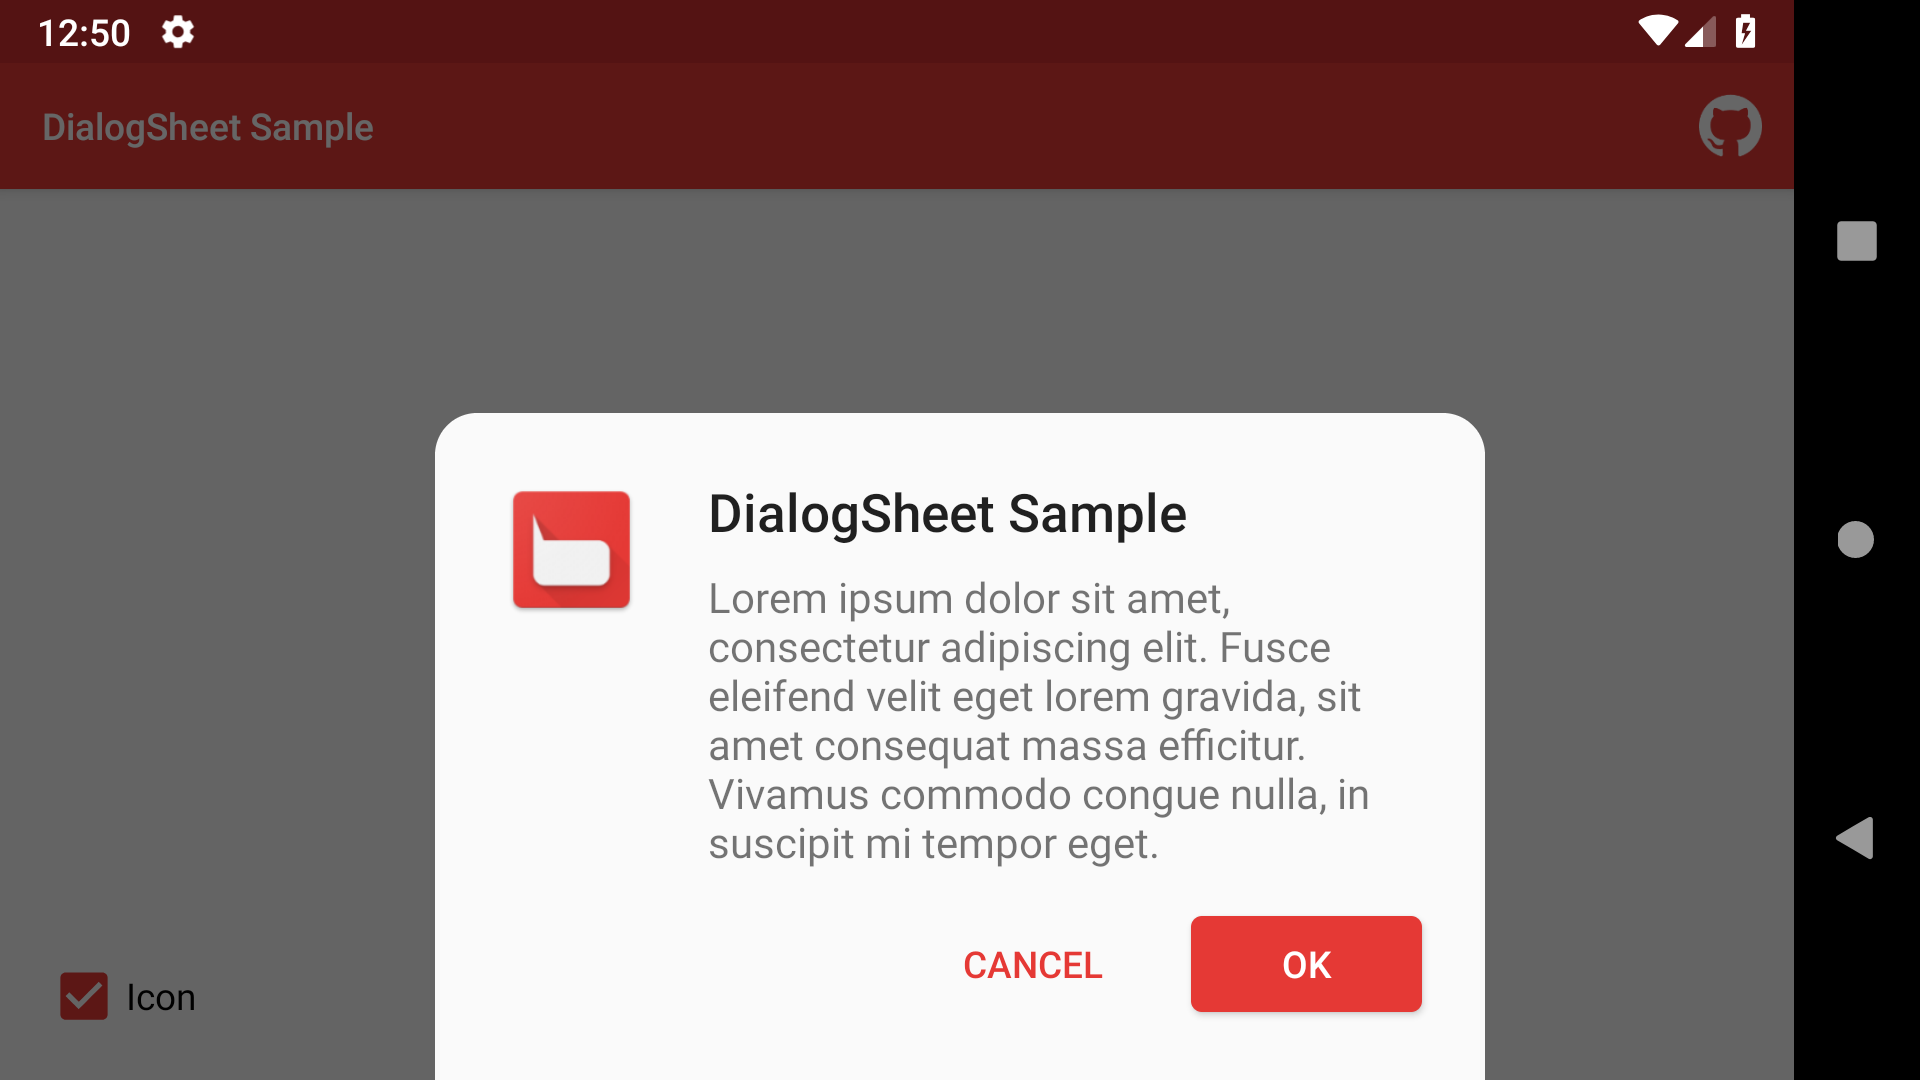 12:50
DialogSheet Sample
DialogSheet Sample
Lorem ipsum dolor sit amet,
consectetur adipiscing elit. Fusce
eleifend velit eget lorem gravida, sit
amet consequat massa efficitur.
Vivamus commodo congue nulla, in
suscipit mi tempor eget.
CANCEL
OK
Icon